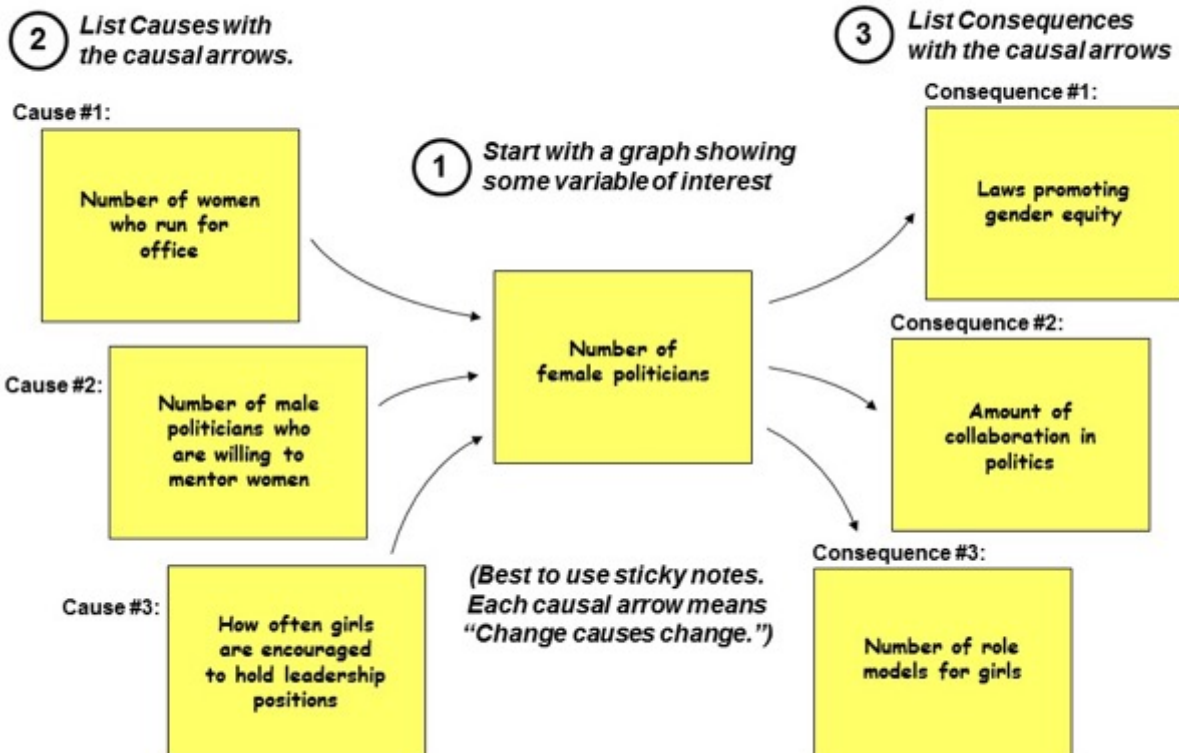 2
List Causes with
the causal arrows.
Cause #1:
Number of women
who run for
office
Cause #2:
Number of male
politicians who
are willing to
mentor women
Cause #3:
How often girls
are encouraged
to hold leadership
positions
1
Start with a graph showing
some variable of interest
Number of
female politicians
(Best to use sticky notes.
Each causal arrow means
“Change causes change.”)
3
List Consequences
with the causal arrows
Consequence #1:
Laws promoting
gender equity
Consequence #2:
Amount of
collaboration in
politics
Consequence #3:
Number of role
models for girls